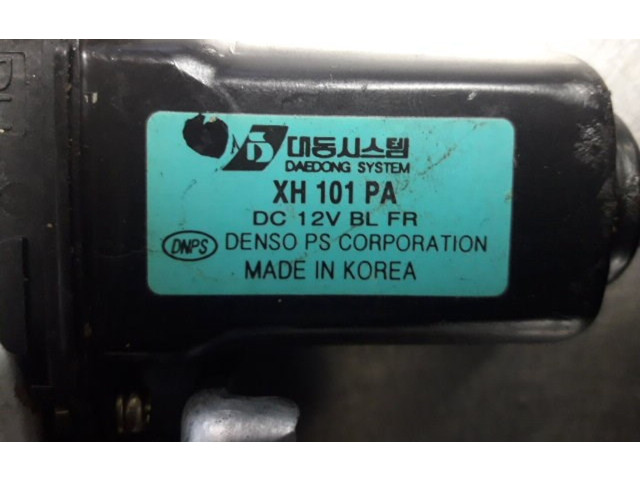 MD 대동시스템
DAEDONG SYSTEM
XH 101 PA
DC 12V BL FR
DNPS DENSO PS CORPORATION
MADE IN KOREA